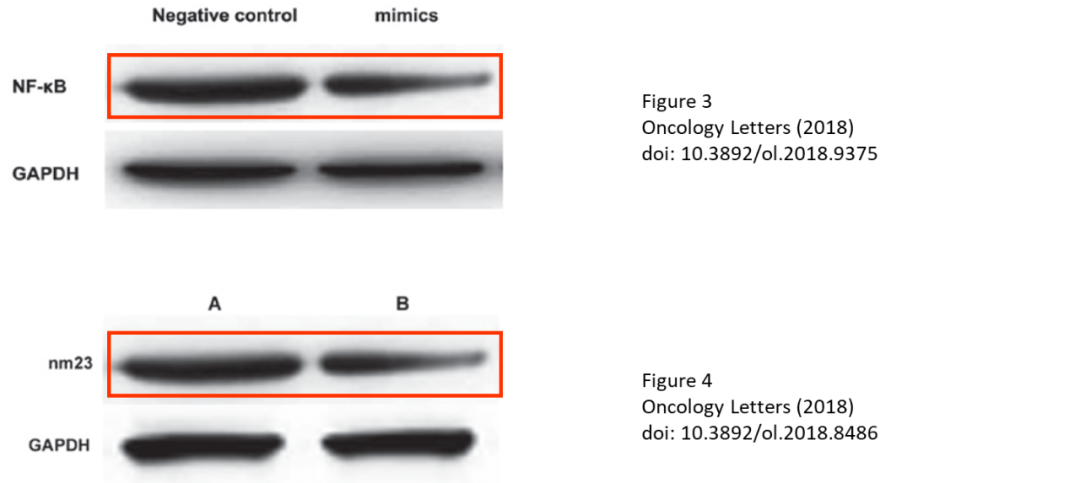 Negative control mimics
NF-κB
GAPDH
Figure 3
Oncology Letters (2018)
doi: 10.3892/ol.2018.9375
A B
nm23
GAPDH
Figure 4
Oncology Letters (2018)
doi: 10.3892/ol.2018.8486